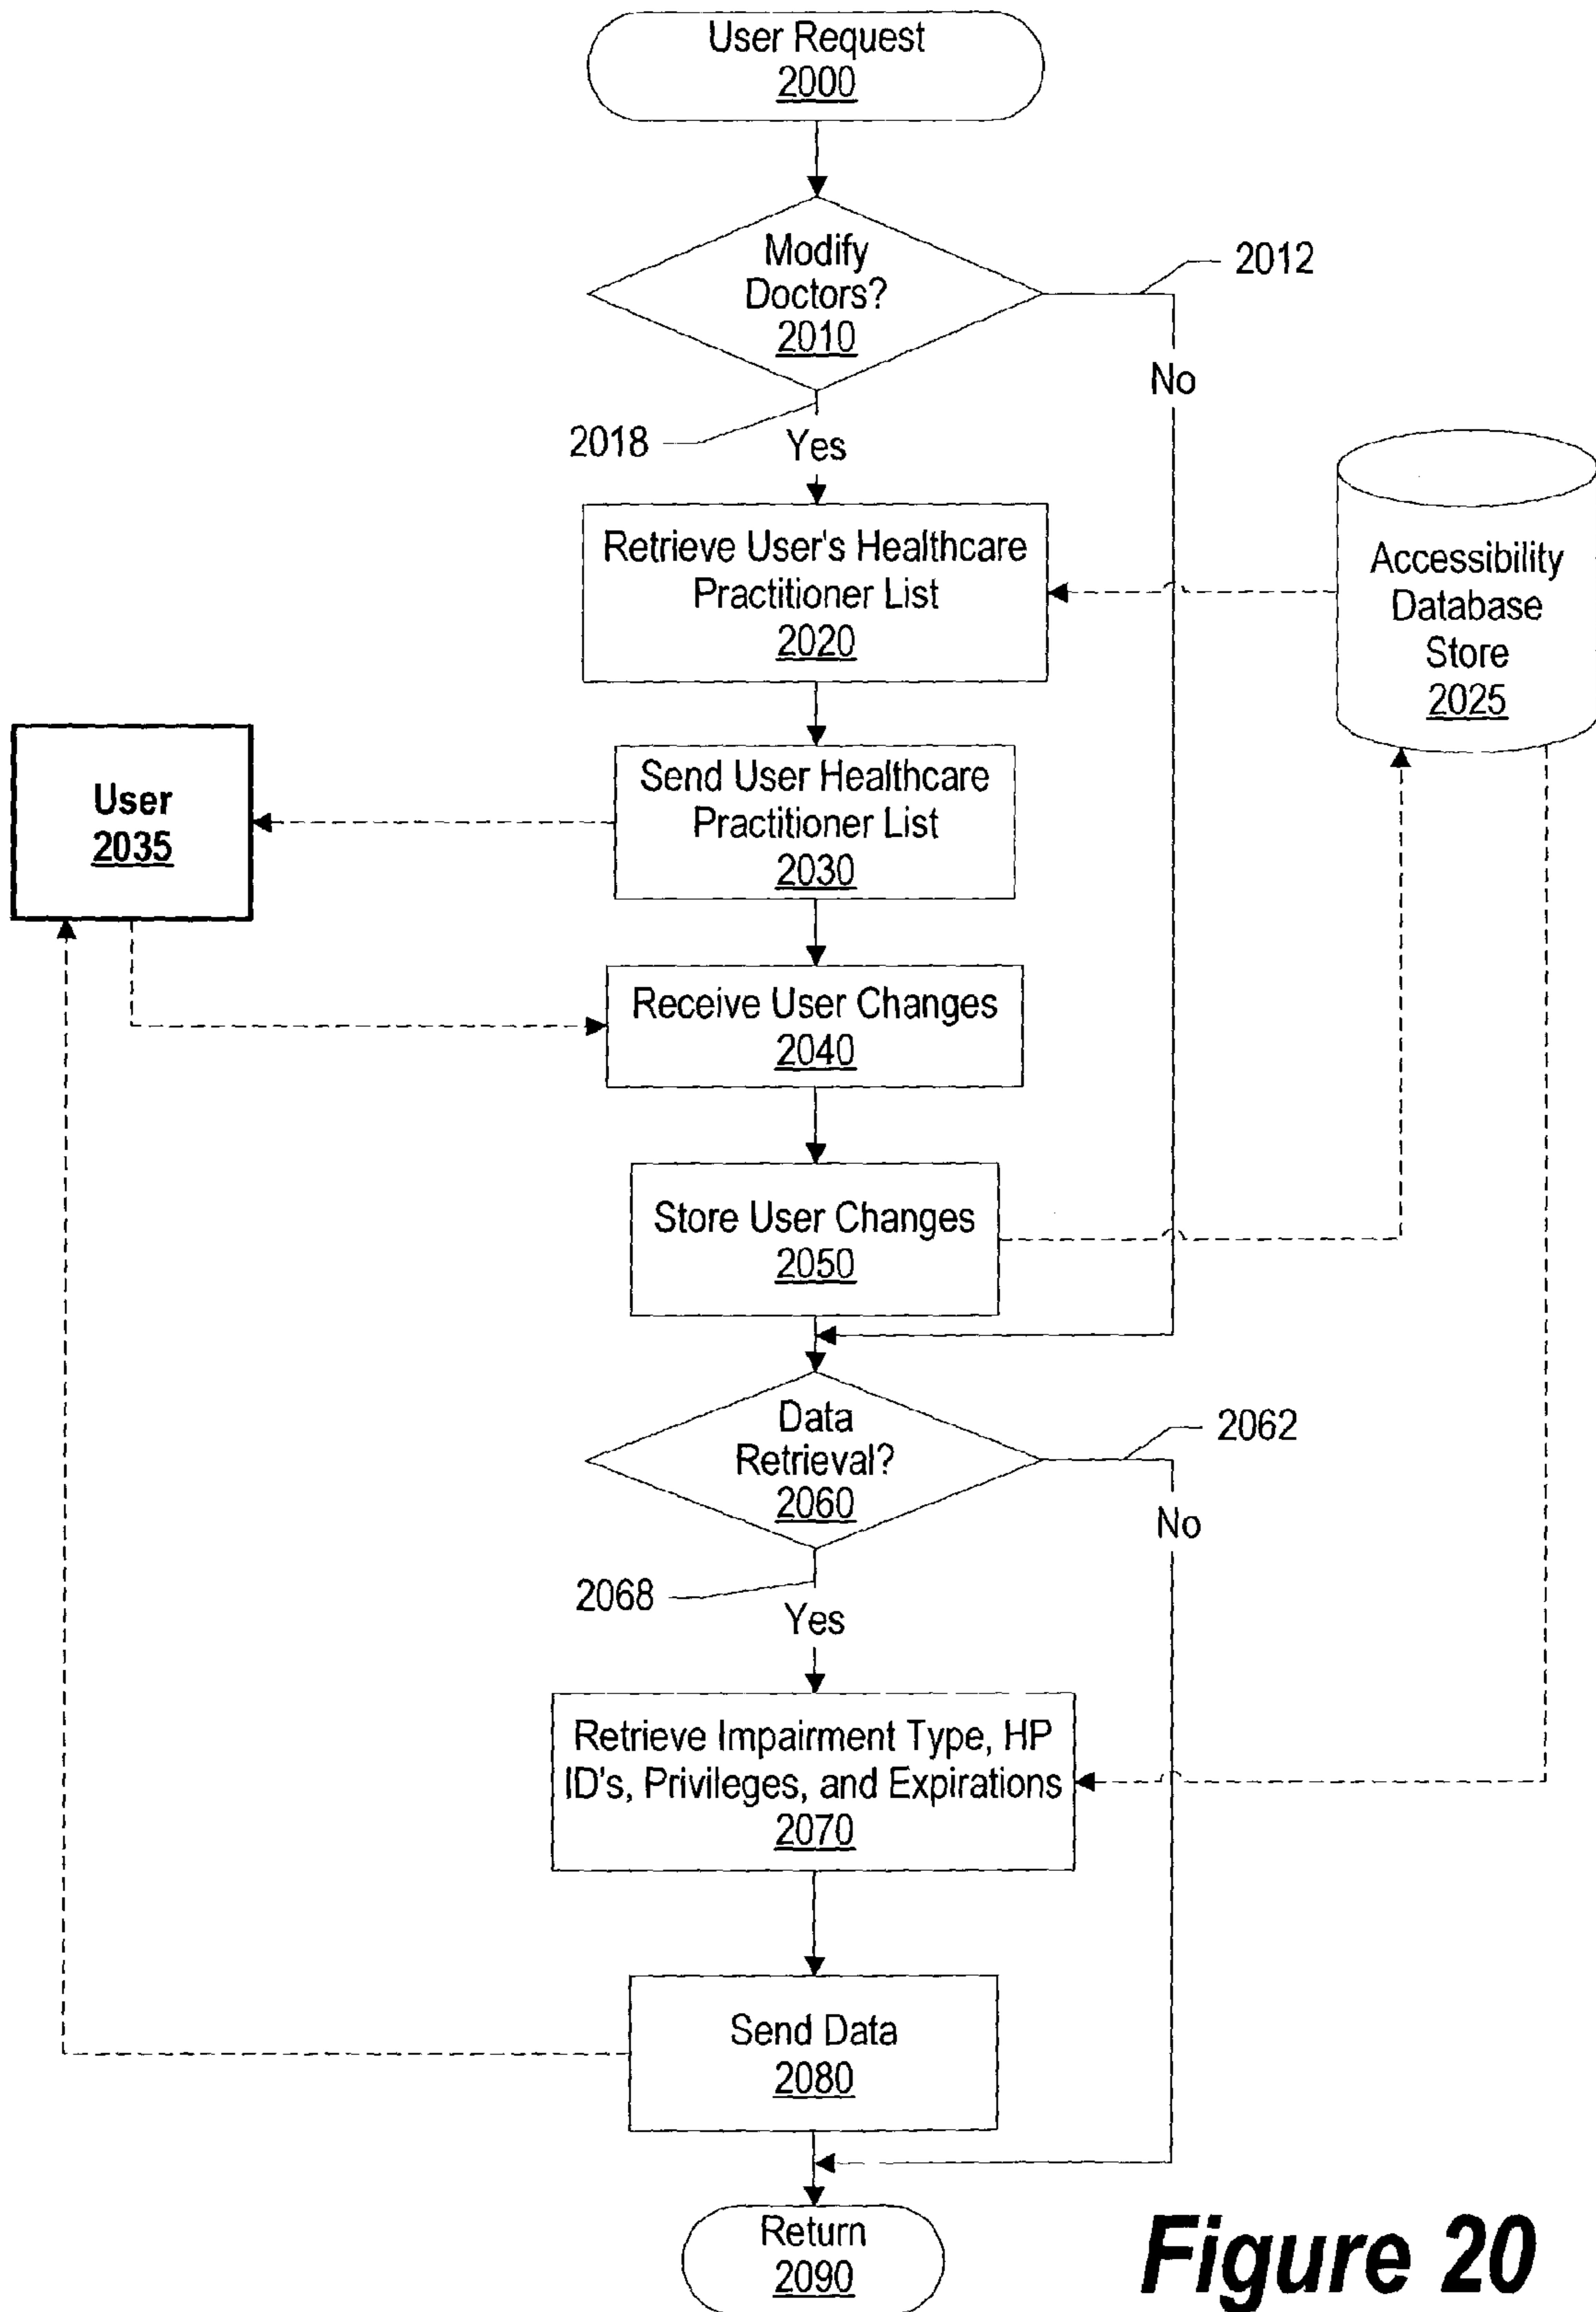 User Request
2000
Modify
Doctors?
2010
2012
No
2018
Yes
Retrieve User's Healthcare
Practitioner List
2020
Accessibility
Database
Store
2025
User
2035
Send User Healthcare
Practitioner List
2030
Receive User Changes
2040
Store User Changes
2050
Data
Retrieval?
2060
2062
No
2068
Yes
Retrieve Impairment Type, HP
ID's, Privileges, and Expirations
2070
Send Data
2080
Return
2090
Figure 20